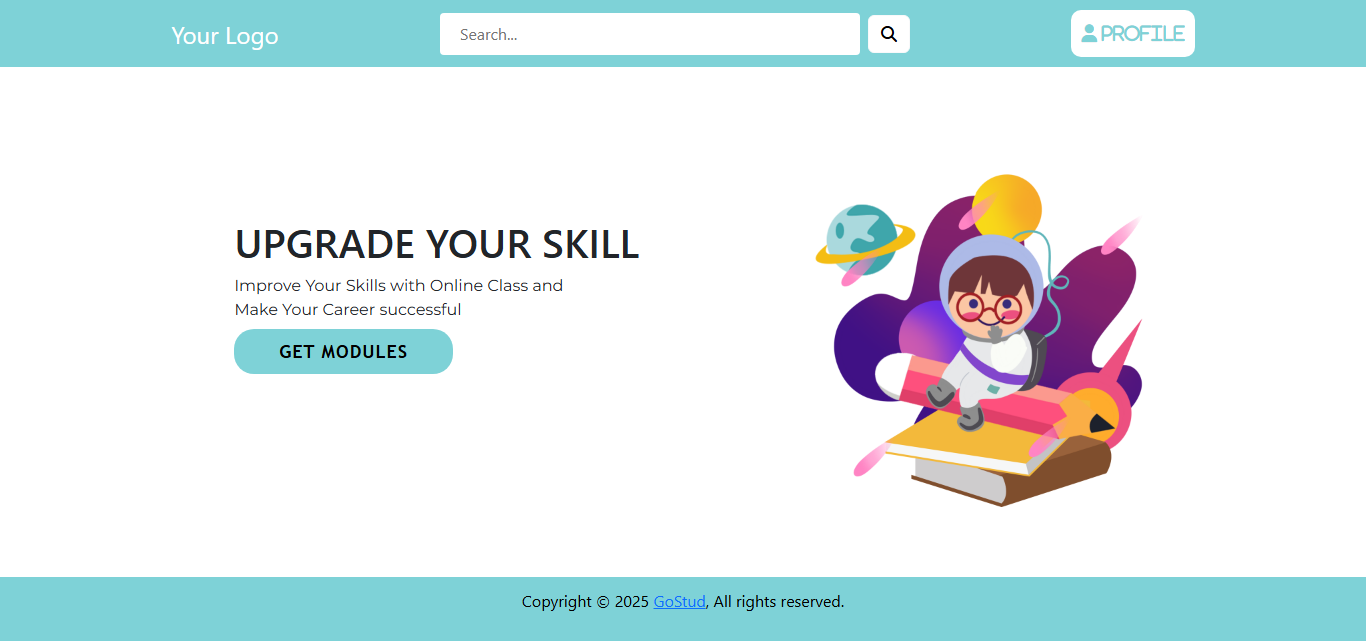 Your Logo
Search...
PROFILE
UPGRADE YOUR SKILL
Improve Your Skills with Online Class and
Make Your Career successful
GET MODULES
Copyright © 2025 GoStud, All rights reserved.